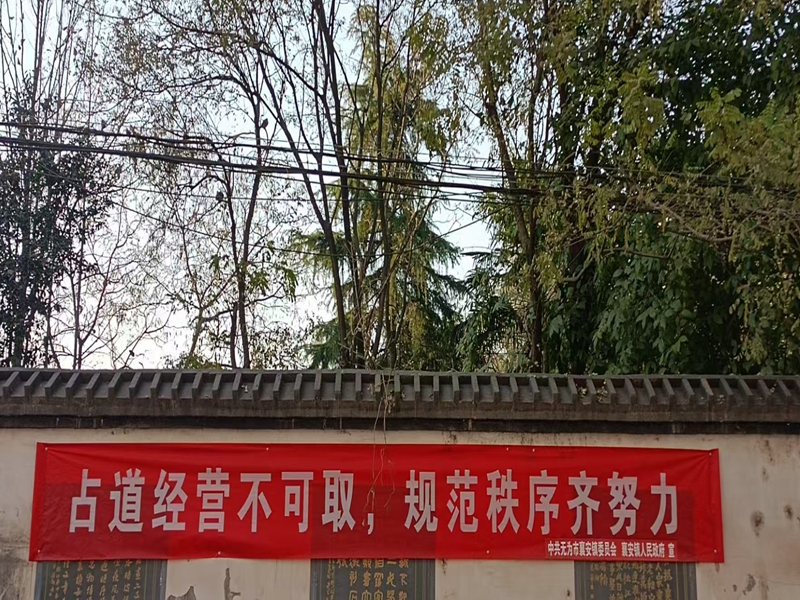 占道经营不可取，规范秩序齐努力
中共无为市襄安镇委员会 襄安镇人民政府 宣